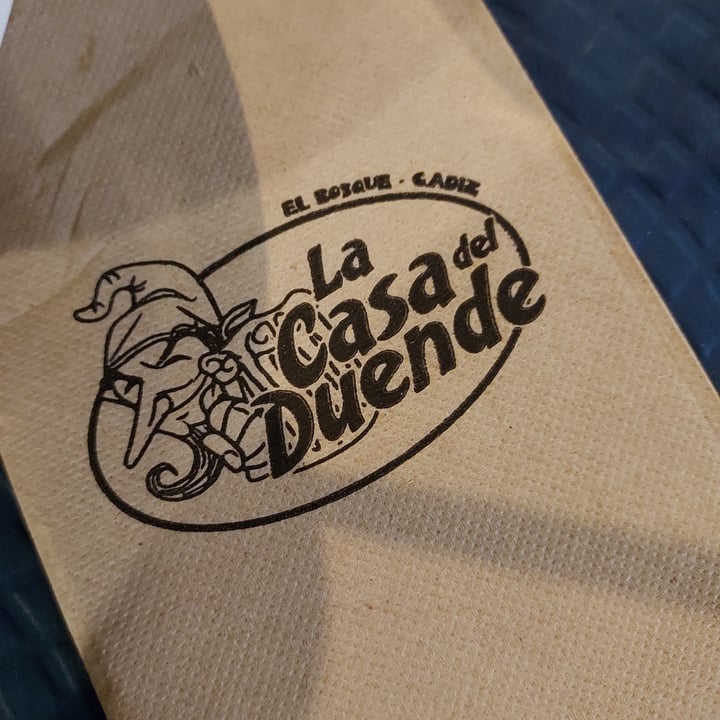 EL BOSQUE · CADIZ
La
Casa del
Duende